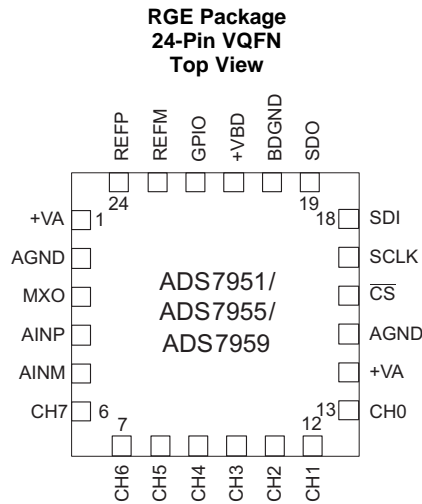 RGE Package
24-Pin VQFN
Top View
REFP
REFM
GPIO
+VBD
BDGND
SDO
24
19
+VA
1
18
SDI
AGND
SCLK
MXO
CS
AINP
AGND
AINM
+VA
CH7
6
13
CH0
ADS7951/
ADS7955/
ADS7959
7
12
CH6
CH5
CH4
CH3
CH2
CH1